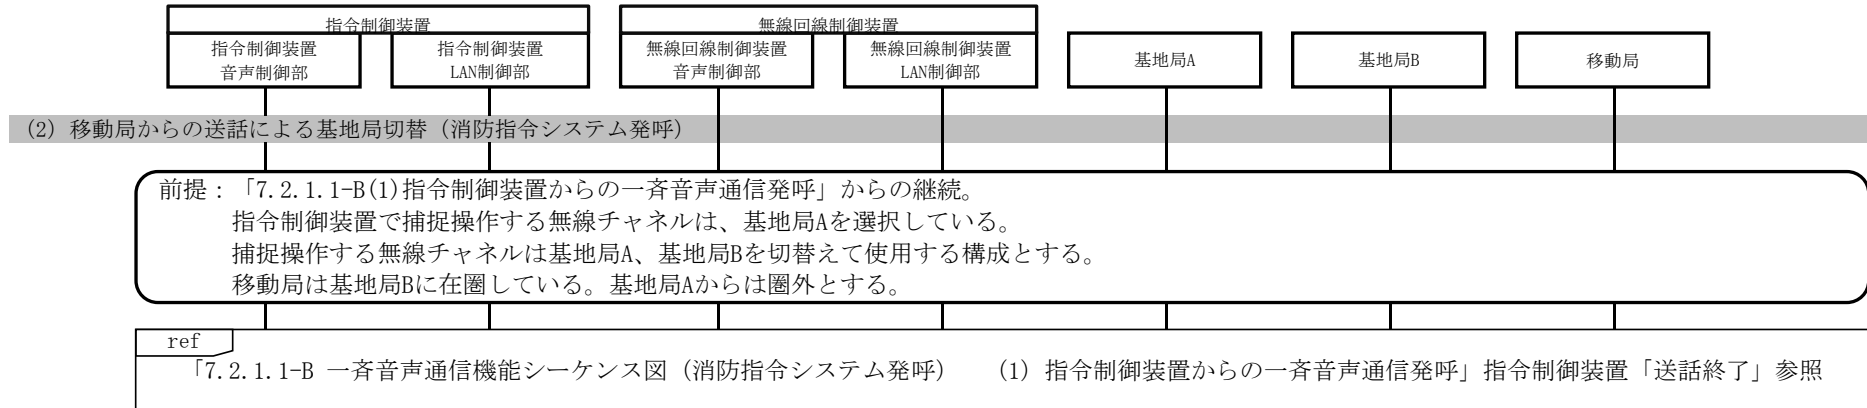 指令制御装置
無線回線制御装置
指令制御装置
音声制御部
指令制御装置
LAN制御部
無線回線制御装置
音声制御部
無線回線制御装置
LAN制御部
基地局A
基地局B
移動局
(2) 移動局からの送話による基地局切替（消防指令システム発呼）
前提：「7.2.1.1-B(1)指令制御装置からの一斉音声通信発呼」からの継続。
指令制御装置で捕捉操作する無線チャネルは、基地局Aを選択している。
捕捉操作する無線チャネルは基地局A、基地局Bを切替えて使用する構成とする。
移動局は基地局Bに在圏している。基地局Aからは圏外とする。
ref
「7.2.1.1-B 一斉音声通信機能シーケンス図（消防指令システム発呼） (1) 指令制御装置からの一斉音声通信発呼」指令制御装置「送話終了」参照